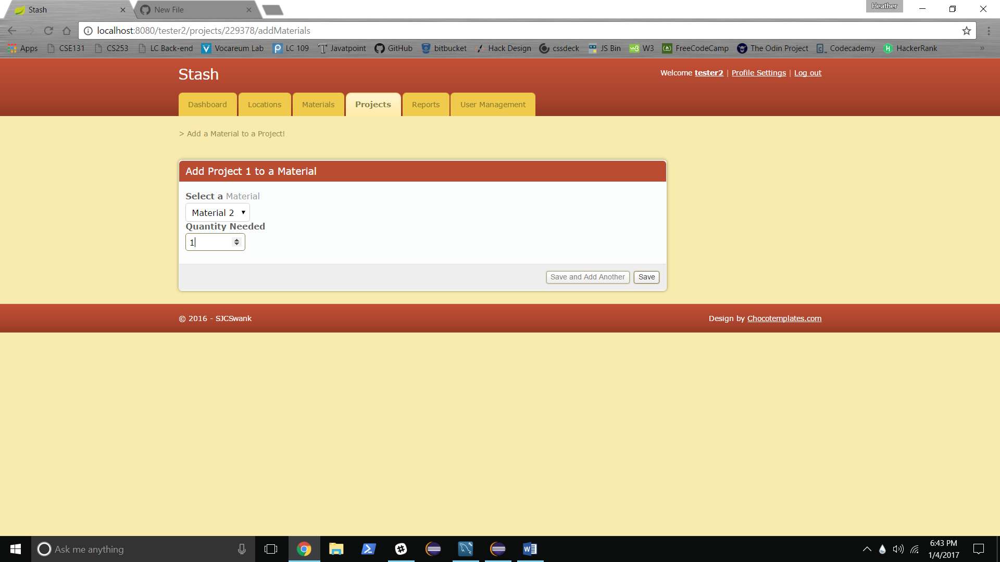 Stash
New File
Heather
localhost:8080/tester2/projects/229378/addMaterials
Apps CSE131 CS253 LC Back-end Vocareum Lab LC 109 Javatpoint GitHub bitbucket Hack Design cssdeck JS Bin W3 FreeCodeCamp The Odin Project Codecademy HackerRank »
Stash
Welcome tester2 | Profile Settings | Log out
Dashboard Locations Materials Projects Reports User Management
> Add a Material to a Project!
Add Project 1 to a Material
Select a Material
Material 2
Quantity Needed
1
Save and Add Another Save
© 2016 - SJCSwank
Design by Chocotemplates.com
Ask me anything
6:43 PM
1/4/2017